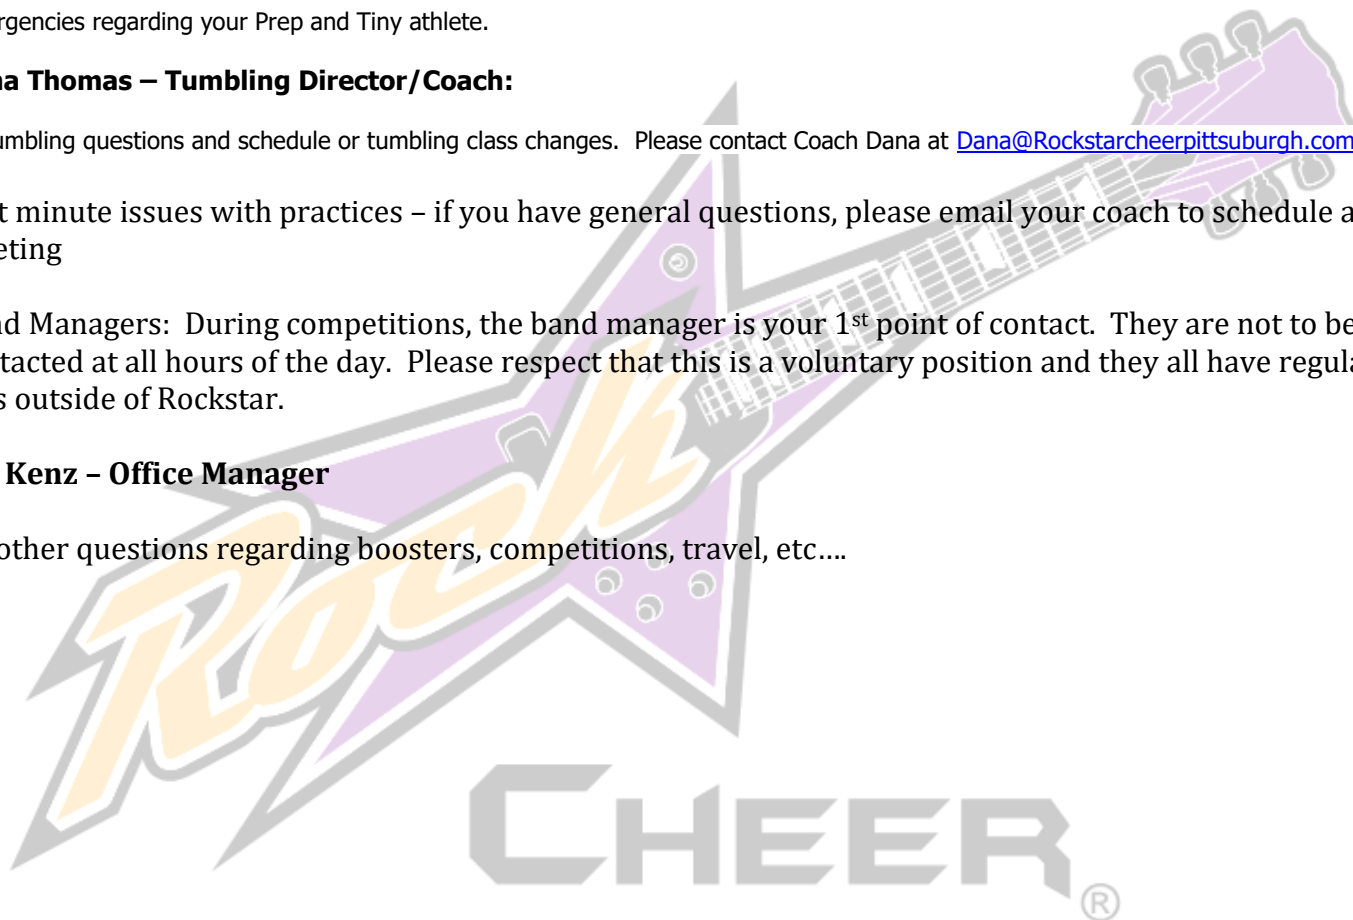 rgencies regarding your Prep and Tiny athlete.
na Thomas – Tumbling Director/Coach:
umbling questions and schedule or tumbling class changes.  Please contact Coach Dana at Dana@Rockstarcheerpittsuburgh.com
t minute issues with practices – if you have general questions, please email your coach to schedule a
eting
nd Managers:  During competitions, the band manager is your 1st point of contact.  They are not to be
tacted at all hours of the day.  Please respect that this is a voluntary position and they all have regula
s outside of Rockstar.
Kenz – Office Manager
other questions regarding boosters, competitions, travel, etc….
Rock
CHEER®